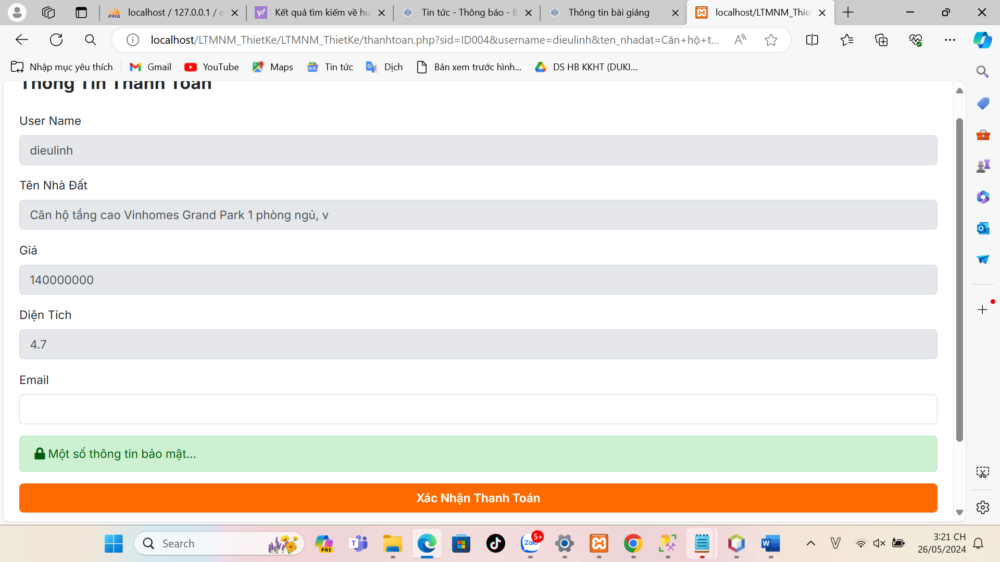 localhost / 127.0.0.1 / q
Kết quả tìm kiếm về hu
Tin tức - Thông báo - B
Thông tin bài giảng
localhost/LTMNM_Thiet
localhost/LTMNM_ThietKe/LTMNM_ThietKe/thanhtoan.php?sid=ID004&username=dieulinh&ten_nhadat=Căn+hộ+t...
Nhập mục yêu thích
Gmail
YouTube
Maps
Tin tức
Dịch
Bản xem trước hình...
DS HB KKHT (DUKI...
Thông Tin Thanh Toán
User Name
dieulinh
Tên Nhà Đất
Căn hộ tầng cao Vinhomes Grand Park 1 phòng ngủ, v
Giá
140000000
Diện Tích
4.7
Email
Một số thông tin bảo mật...
Xác Nhận Thanh Toán
Search
PRE
5+
Zalo
3:21 CH
26/05/2024